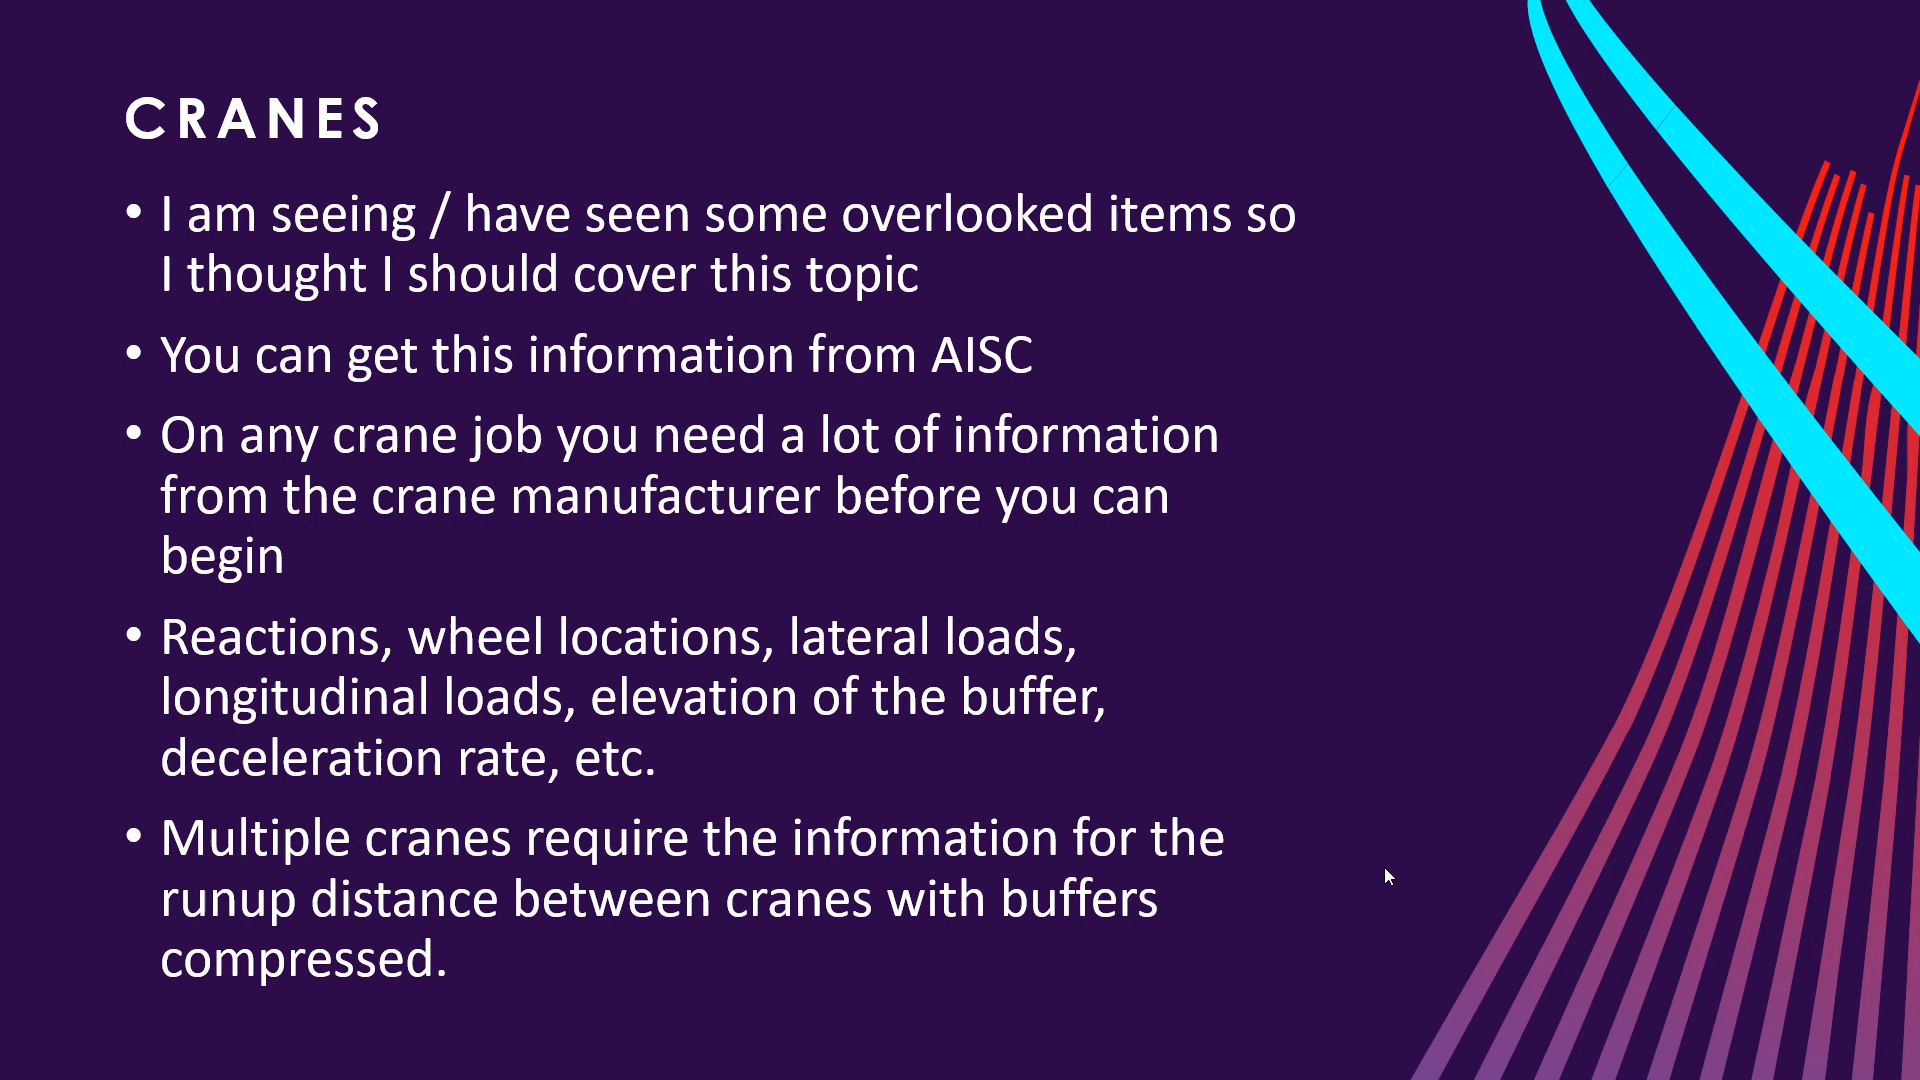 CRANES
• I am seeing / have seen some overlooked items so
I thought I should cover this topic
• You can get this information from AISC
• On any crane job you need a lot of information
from the crane manufacturer before you can
begin
• Reactions, wheel locations, lateral loads,
longitudinal loads, elevation of the buffer,
deceleration rate, etc.
• Multiple cranes require the information for the
runup distance between cranes with buffers
compressed.